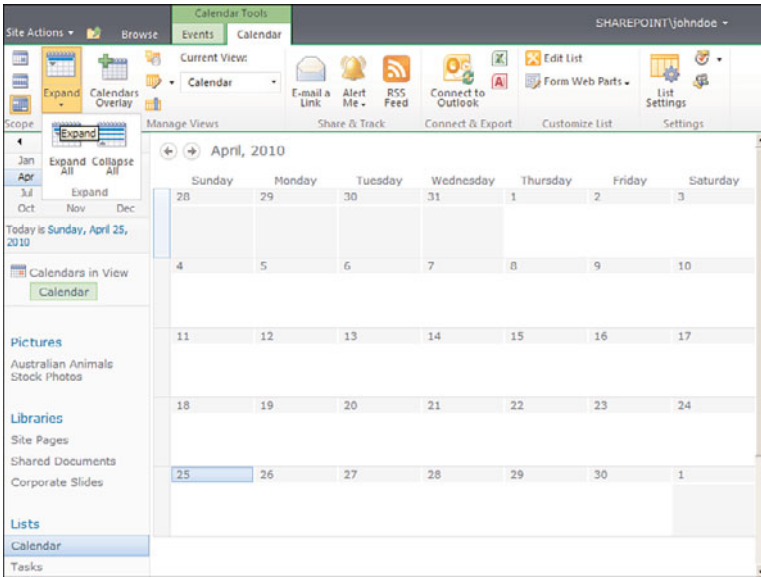 Calendar Tools
Site Actions Browse Events Calendar SHAREPOINT\johndoe
Current View:
Calendar
Expand
Calendars Overlay
E-mail a Link
Alert Me
RSS Feed
Connect to Outlook
Edit List
Form Web Parts
List Settings
Scope Manage Views Share & Track Connect & Export Customize List Settings
Expand
Expand All
Collapse All
Expand
Jan
Apr
Jul
Oct Nov Dec
Today is Sunday, April 25, 2010
Calendars in View
Calendar
Pictures
Australian Animals
Stock Photos
Libraries
Site Pages
Shared Documents
Corporate Slides
Lists
Calendar
Tasks
April, 2010
Sunday Monday Tuesday Wednesday Thursday Friday Saturday
28 29 30 31 1 2 3
4 5 6 7 8 9 10
11 12 13 14 15 16 17
18 19 20 21 22 23 24
25 26 27 28 29 30 1